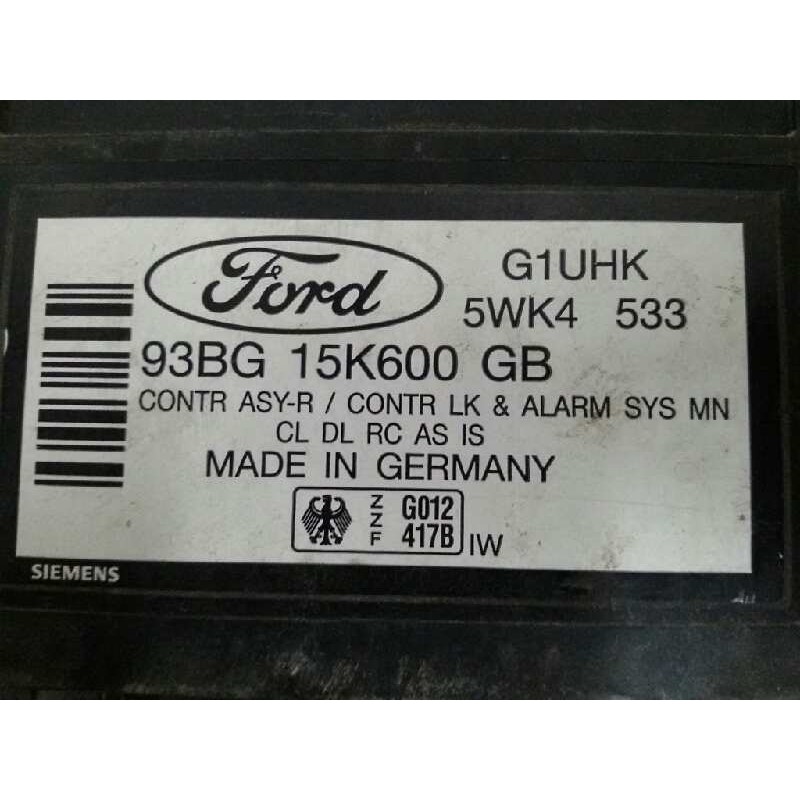 Ford
G1UHK
5WK4 533
93BG 15K600 GB
CONTR ASY-R / CONTR LK & ALARM SYS MN
CL DL RC AS IS
MADE IN GERMANY
ZZF
G012
417B
IW
SIEMENS